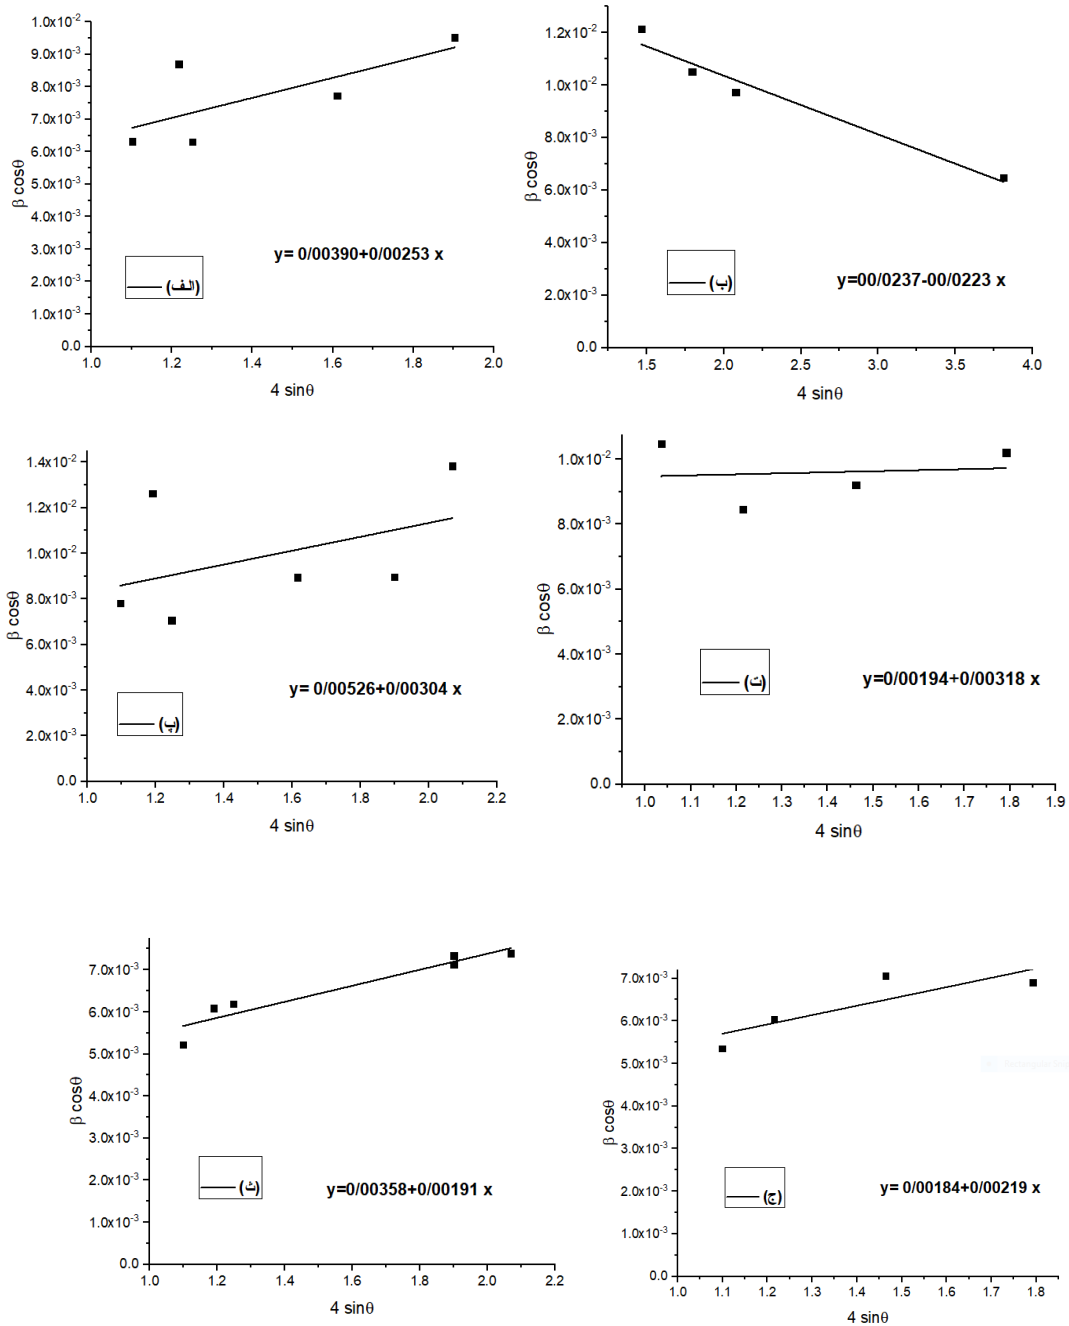 1.0x10-2
9.0x10-3
8.0x10-3
7.0x10-3
6.0x10-3
5.0x10-3
4.0x10-3
3.0x10-3
2.0x10-3
1.0x10-3
0.0
β cosθ
1.0 1.2 1.4 1.6 1.8 2.0
4 sinθ
y= 0/00390+0/00253 x
(الـف)
1.2x10-2
1.0x10-2
8.0x10-3
6.0x10-3
4.0x10-3
2.0x10-3
0.0
β cosθ
1.5 2.0 2.5 3.0 3.5 4.0
4 sinθ
y=00/0237-00/0223 x
(ب)
1.4x10-2
1.2x10-2
1.0x10-2
8.0x10-3
6.0x10-3
4.0x10-3
2.0x10-3
0.0
β cosθ
1.0 1.2 1.4 1.6 1.8 2.0 2.2
4 sinθ
y= 0/00526+0/00304 x
(پ)
1.0x10-2
8.0x10-3
6.0x10-3
4.0x10-3
2.0x10-3
0.0
β cosθ
1.0 1.1 1.2 1.3 1.4 1.5 1.6 1.7 1.8 1.9
4 sinθ
y=0/00194+0/00318 x
(ت)
7.0x10-3
6.0x10-3
5.0x10-3
4.0x10-3
3.0x10-3
2.0x10-3
1.0x10-3
0.0
β cosθ
1.0 1.2 1.4 1.6 1.8 2.0 2.2
4 sinθ
y=0/00358+0/00191 x
(ث)
7.0x10-3
6.0x10-3
5.0x10-3
4.0x10-3
3.0x10-3
2.0x10-3
1.0x10-3
0.0
β cosθ
1.0 1.1 1.2 1.3 1.4 1.5 1.6 1.7 1.8
4 sinθ
y= 0/00184+0/00219 x
(ج)